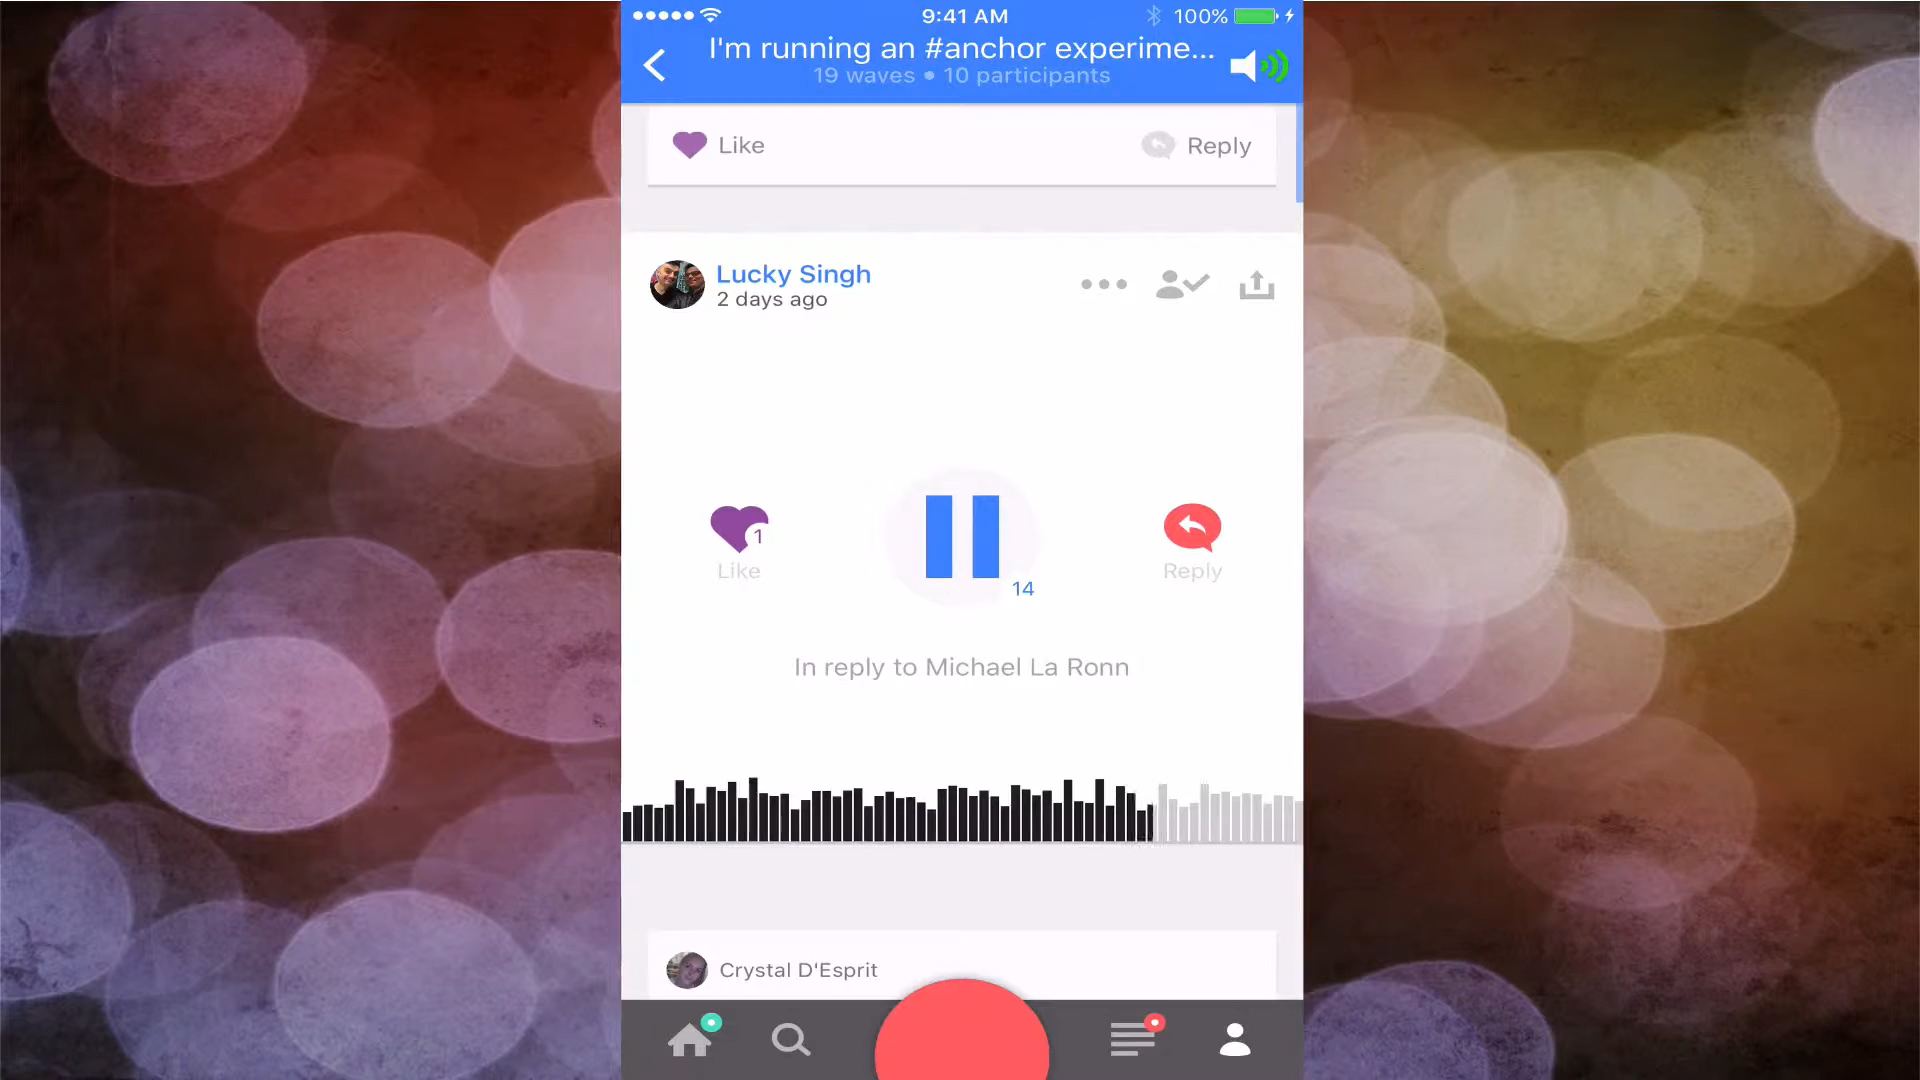 9:41 AM
100%
I'm running an #anchor experime...
19 waves • 10 participants
Like
Reply
Lucky Singh
2 days ago
1
Like
Reply
14
In reply to Michael La Ronn
Crystal D'Esprit